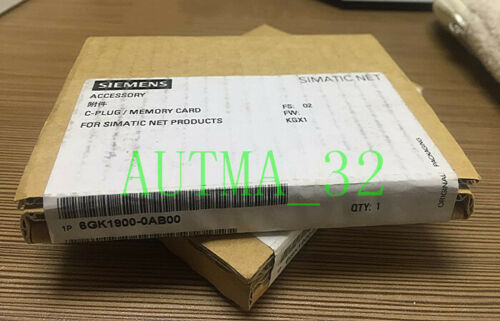 SIEMENS
SIMATIC NET
ACCESSORY
附件
C-PLUG / MEMORY CARD
FOR SIMATIC NET PRODUCTS
FS: 02
FW:
KGX1
AUTMA_32
1P 6GK1900-0AB00
QTY: 1
ORIGINAL PACKAGING